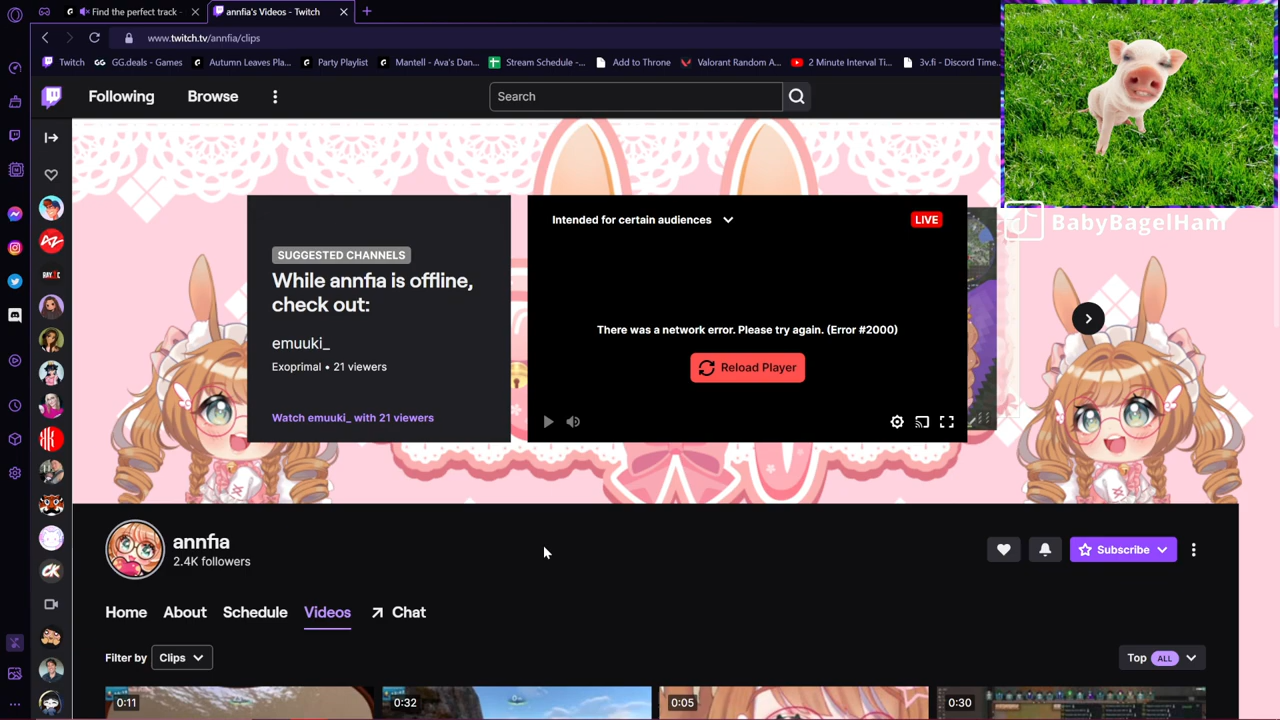 Find the perfect track -
annfia's Videos - Twitch
www.twitch.tv/annfia/clips
Twitch
GG.deals - Games
Autumn Leaves Pla...
Party Playlist
Mantell - Ava's Dan...
Stream Schedule -...
Add to Throne
Valorant Random A...
2 Minute Interval Ti...
3v.fi - Discord Time...
Following
Browse
Search
BabyBagelHam
SUGGESTED CHANNELS
While annfia is offline,
check out:
emuuki_
Exoprimal • 21 viewers
Watch emuuki_ with 21 viewers
Intended for certain audiences
LIVE
There was a network error. Please try again. (Error #2000)
Reload Player
annfia
2.4K followers
Subscribe
Home
About
Schedule
Videos
Chat
Filter by
Clips
Top ALL
0:11
0:32
0:05
0:30